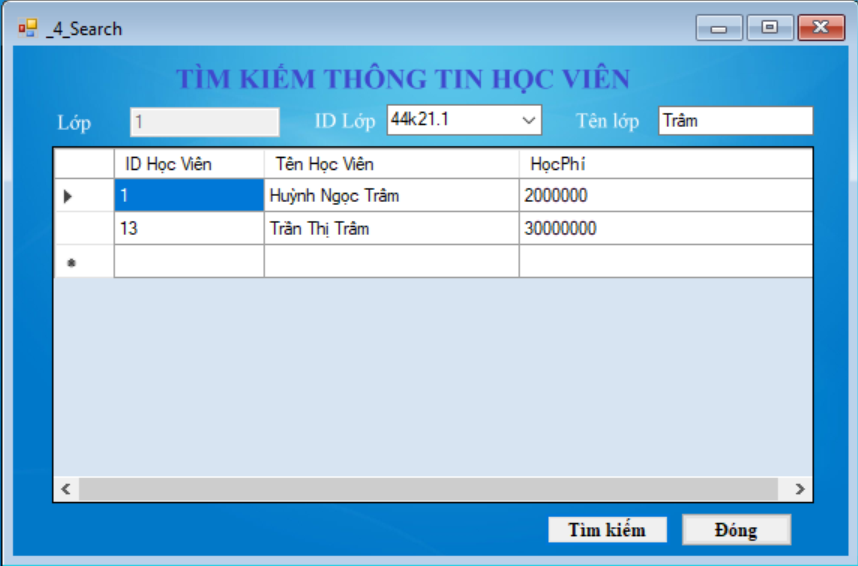 _4_Search
TÌM KIẾM THÔNG TIN HỌC VIÊN
Lớp 1 ID Lớp 44k21.1 Tên lớp Trâm
ID Học Viên Tên Học Viên HọcPhí
1 Huỳnh Ngọc Trâm 2000000
13 Trần Thị Trâm 30000000
Tìm kiếm Đóng